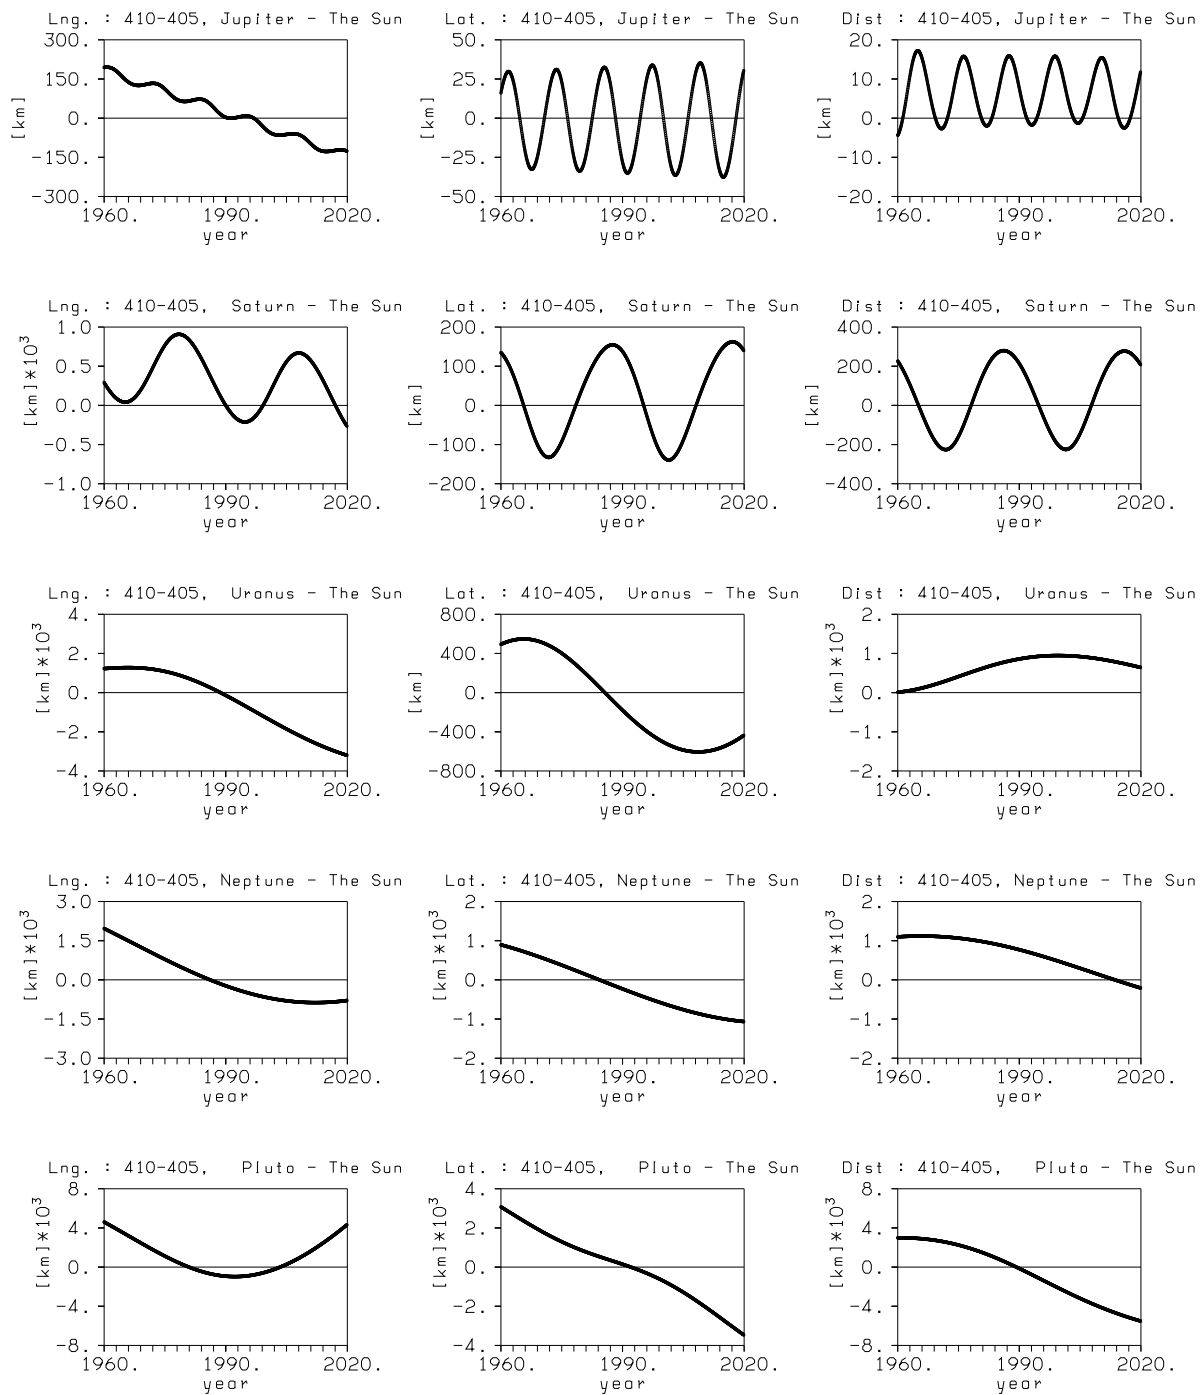 Lng. : 410-405, Jupiter - The Sun
300.
150.
0.
-150.
-300.
[km]
1960. 1990. 2020.
year
Lat. : 410-405, Jupiter - The Sun
50.
25.
0.
-25.
-50.
[km]
1960. 1990. 2020.
year
Dist : 410-405, Jupiter - The Sun
20.
10.
0.
-10.
-20.
[km]
1960. 1990. 2020.
year
Lng. : 410-405, Saturn - The Sun
1.0
0.5
0.0
-0.5
-1.0
[km]*10³
1960. 1990. 2020.
year
Lat. : 410-405, Saturn - The Sun
200.
100.
0.
-100.
-200.
[km]
1960. 1990. 2020.
year
Dist : 410-405, Saturn - The Sun
400.
200.
0.
-200.
-400.
[km]
1960. 1990. 2020.
year
Lng. : 410-405, Uranus - The Sun
4.
2.
0.
-2.
-4.
[km]*10³
1960. 1990. 2020.
year
Lat. : 410-405, Uranus - The Sun
800.
400.
0.
-400.
-800.
[km]
1960. 1990. 2020.
year
Dist : 410-405, Uranus - The Sun
2.
1.
0.
-1.
-2.
[km]*10³
1960. 1990. 2020.
year
Lng. : 410-405, Neptune - The Sun
3.0
1.5
0.0
-1.5
-3.0
[km]*10³
1960. 1990. 2020.
year
Lat. : 410-405, Neptune - The Sun
2.
1.
0.
-1.
-2.
[km]*10³
1960. 1990. 2020.
year
Dist : 410-405, Neptune - The Sun
2.
1.
0.
-1.
-2.
[km]*10³
1960. 1990. 2020.
year
Lng. : 410-405, Pluto - The Sun
8.
4.
0.
-4.
-8.
[km]*10³
1960. 1990. 2020.
year
Lat. : 410-405, Pluto - The Sun
4.
2.
0.
-2.
-4.
[km]*10³
1960. 1990. 2020.
year
Dist : 410-405, Pluto - The Sun
8.
4.
0.
-4.
-8.
[km]*10³
1960. 1990. 2020.
year